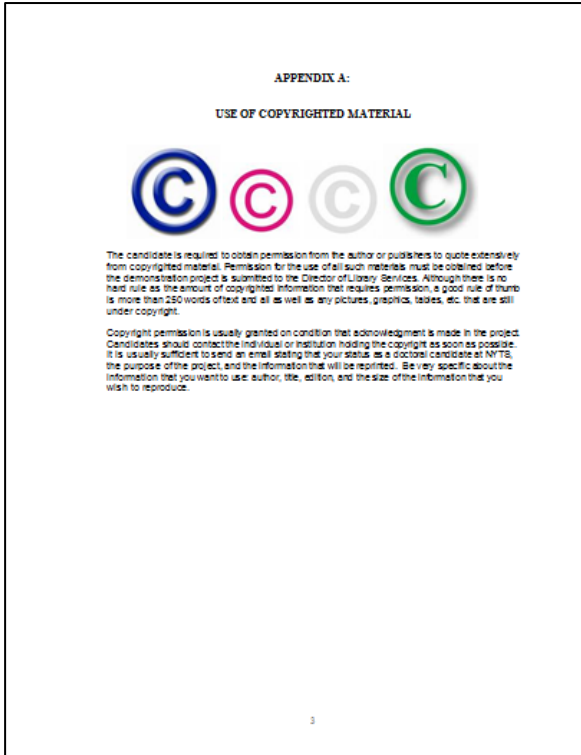 APPENDIX A:
USE OF COPYRIGHTED MATERIAL
© © © ©
The candidate is required to obtain permission from the author or publishers to quote extensively
from copyrighted material. Permission for the use of all such materials must be obtained before
the demonstration project is submitted to the Director of Library Services. Although there is no
hard rule as the amount of copyrighted information that requires permission, a good rule of thumb
is more than 250 words of text and all as well as any pictures, graphics, tables, etc. that are still
under copyright.
Copyright permission is usually granted on condition that acknowledgment is made in the project.
Candidates should contact the individual or institution holding the copyright as soon as possible.
It is usually sufficient to send an email stating that your status as a doctoral candidate at NYTS,
the purpose of the project, and the information that will be reprinted. Be very specific about the
information that you want to use: author, title, edition, and the size of the information that you
wish to reproduce.
3